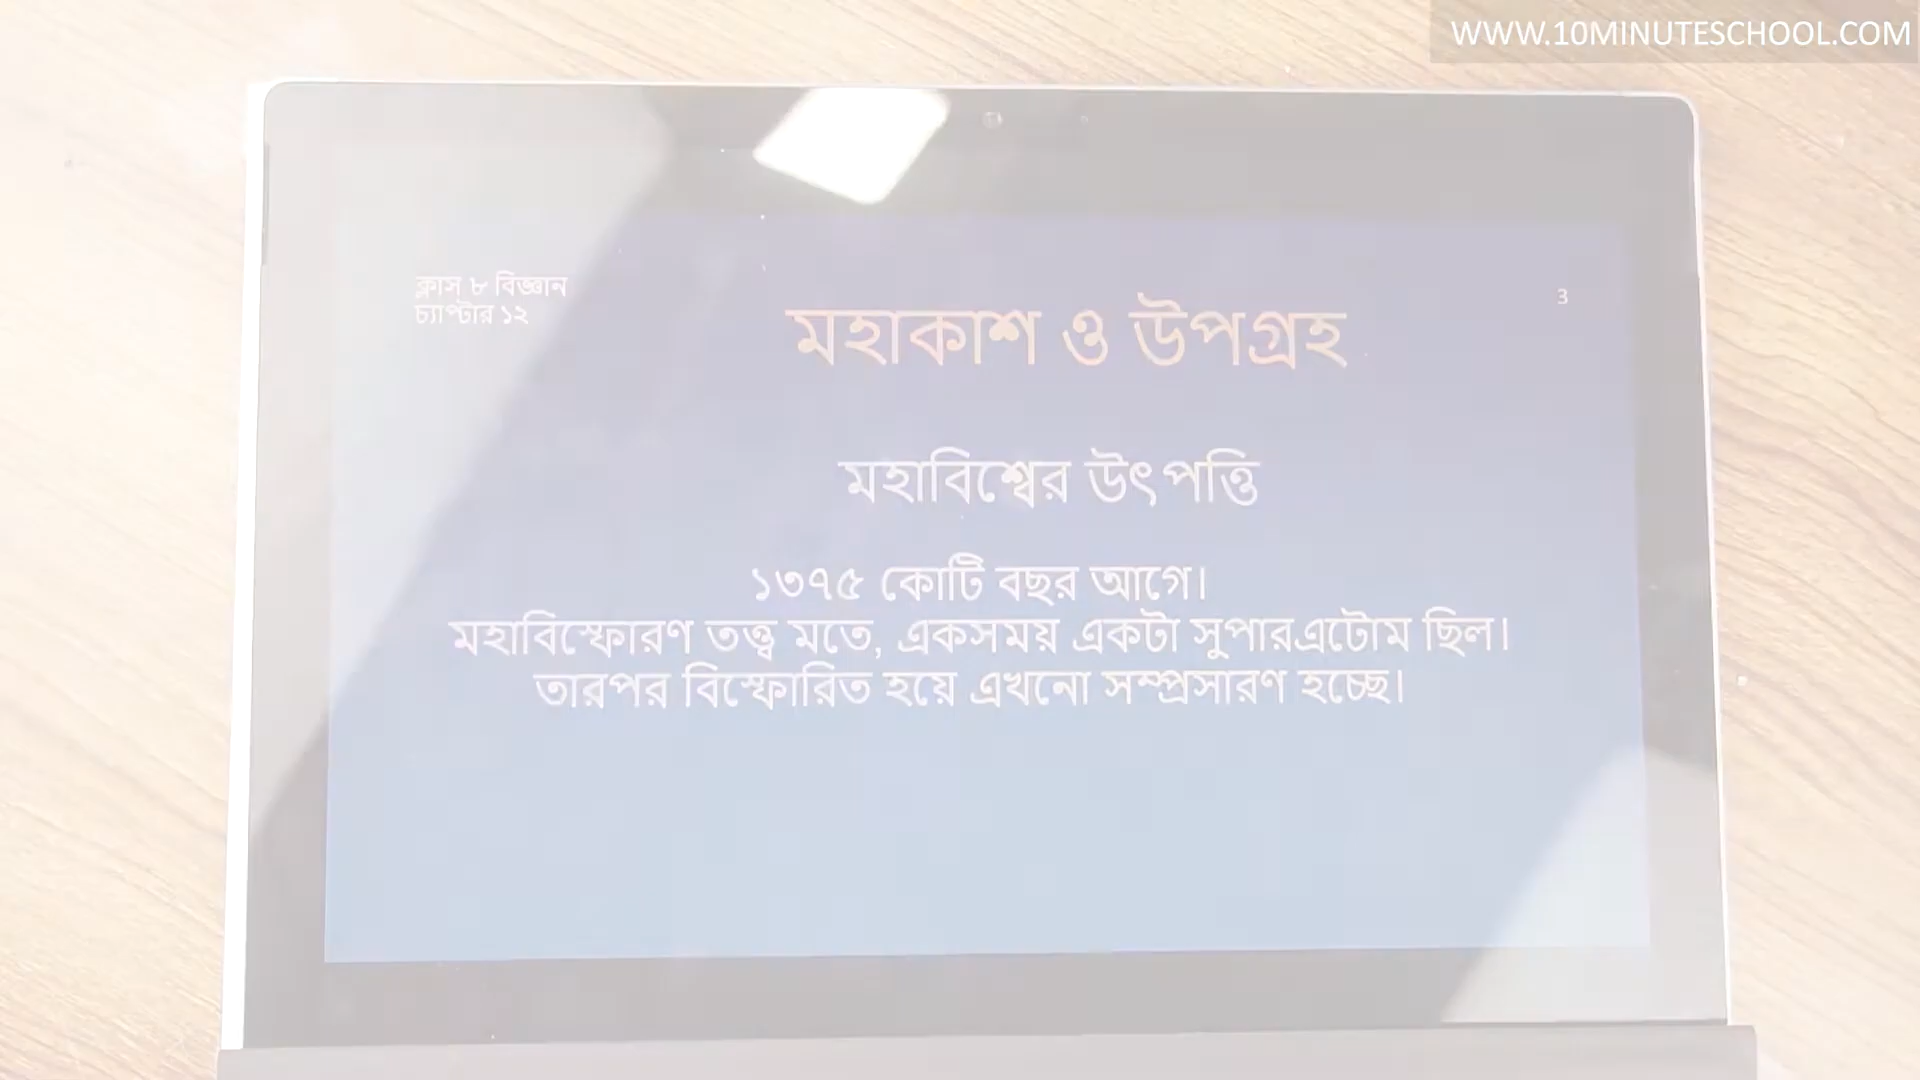 WWW.10MINUTESCHOOL.COM
ক্লাস ৮ বিজ্ঞান
চ্যাপ্টার ১২
3
মহাকাশ ও উপগ্রহ
মহাবিশ্বের উৎপত্তি
১৩৭৫ কোটি বছর আগে।
মহাবিস্ফোরণ তত্ত্ব মতে, একসময় একটা সুপারএটোম ছিল।
তারপর বিস্ফোরিত হয়ে এখনো সম্প্রসারণ হচ্ছে।